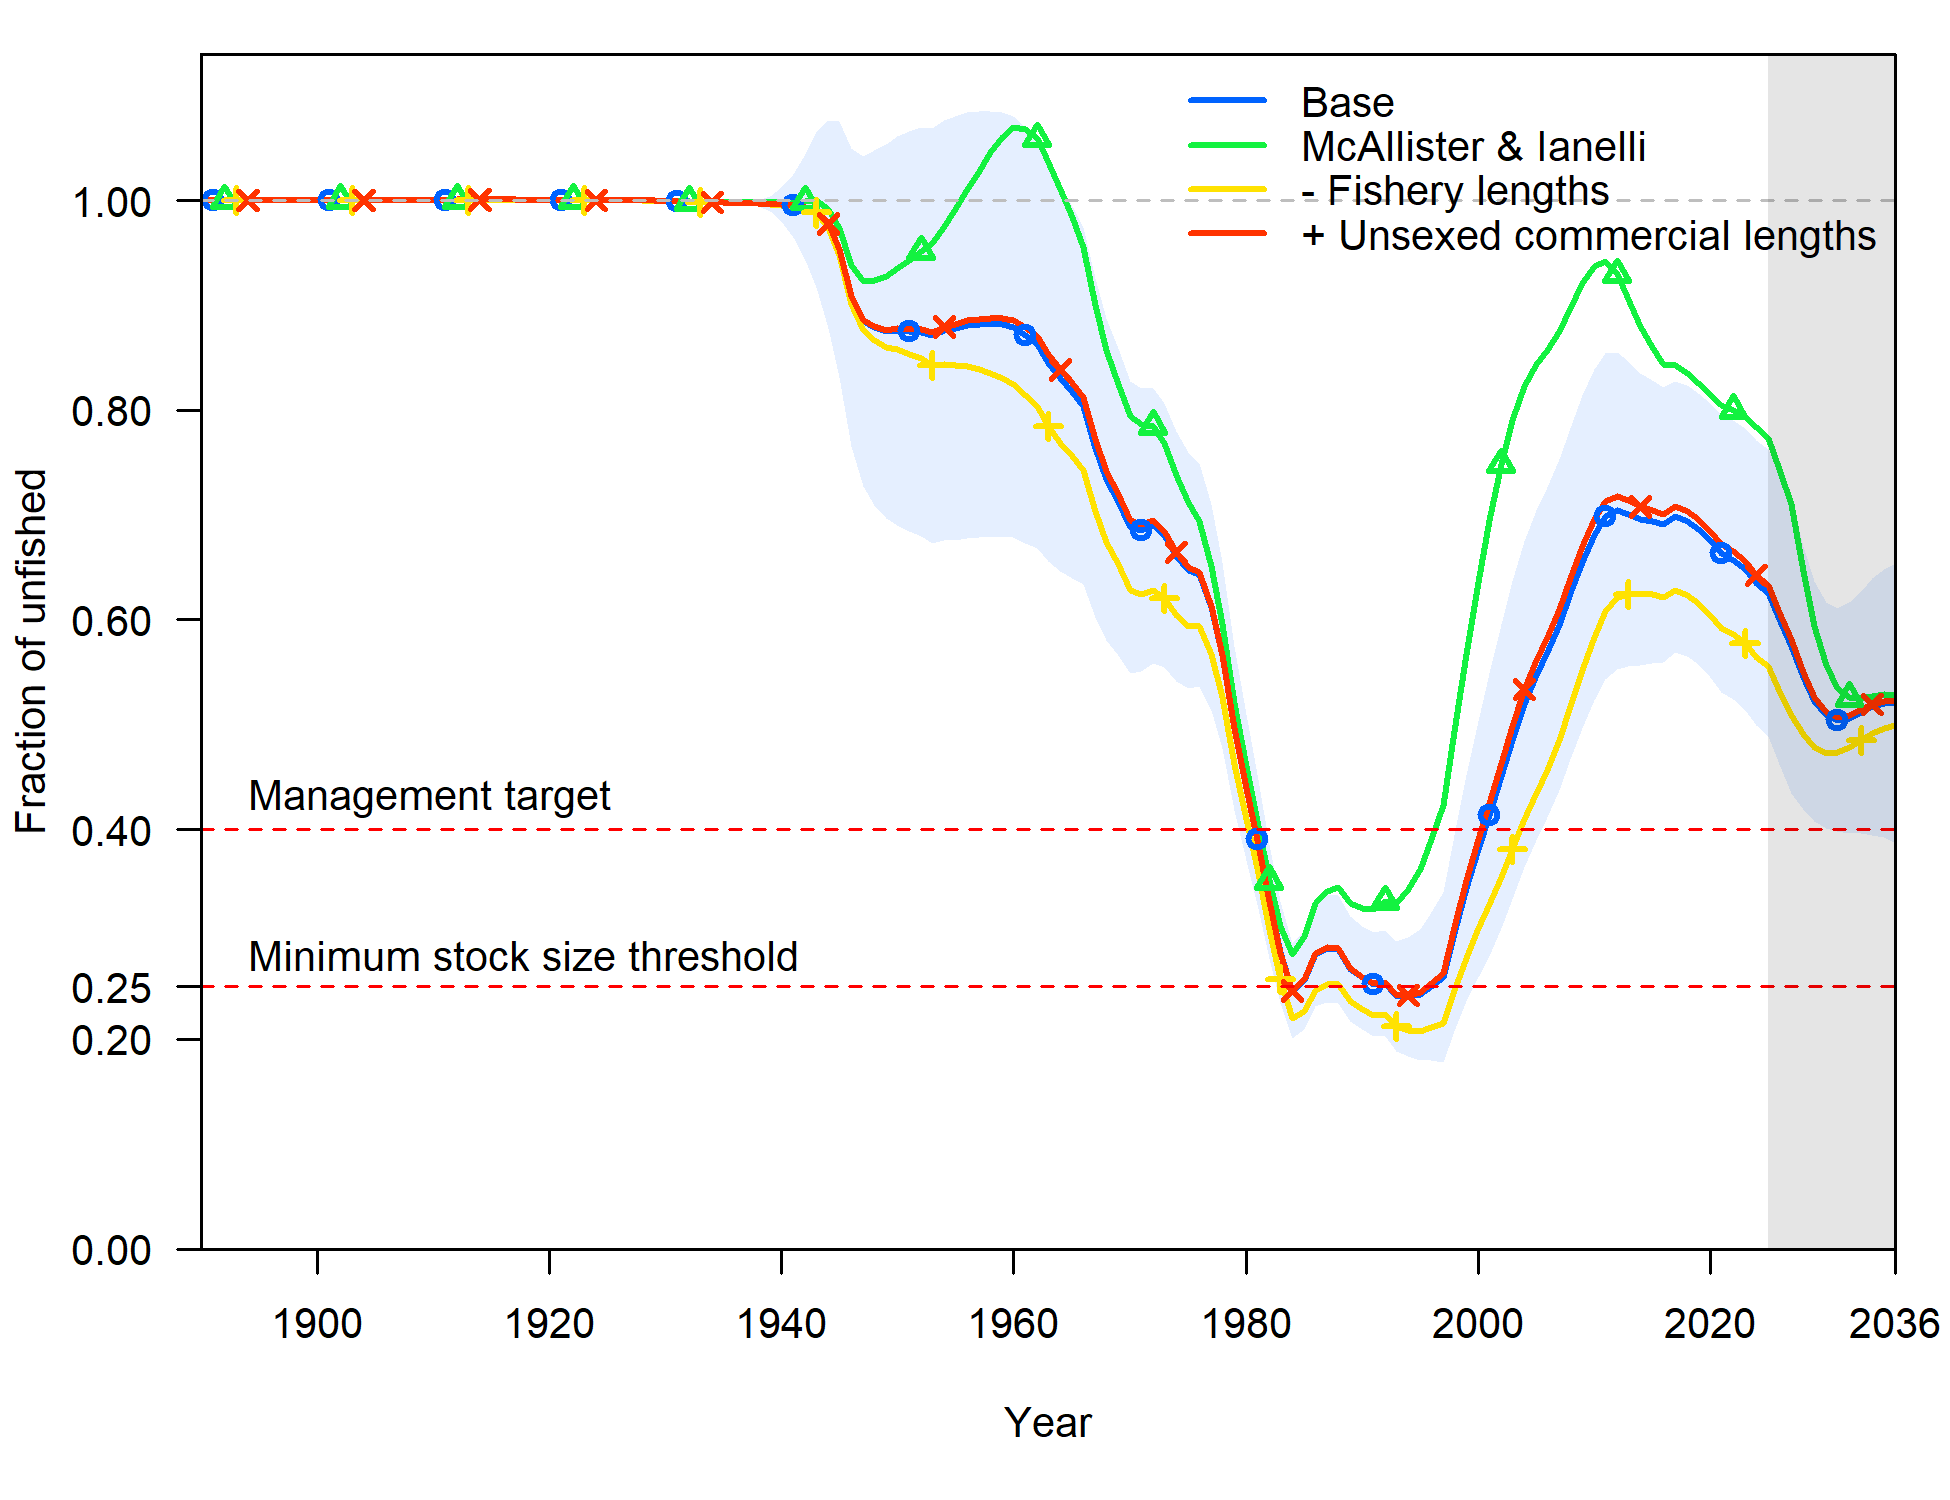 Base
McAllister & Ianelli
- Fishery lengths
+ Unsexed commercial lengths
1.00
0.80
0.60
0.40
0.25
0.20
0.00
Fraction of unfished
Management target
Minimum stock size threshold
1900 1920 1940 1960 1980 2000 2020 2036
Year